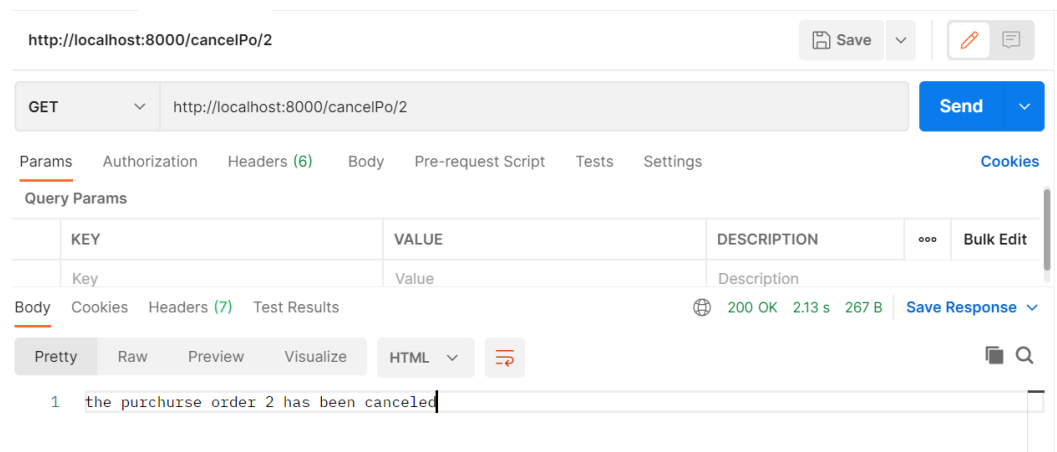 http://localhost:8000/cancelPo/2 Save
GET http://localhost:8000/cancelPo/2 Send
Params Authorization Headers (6) Body Pre-request Script Tests Settings Cookies
Query Params
KEY VALUE DESCRIPTION ooo Bulk Edit
Key Value Description
Body Cookies Headers (7) Test Results 200 OK 2.13 s 267 B Save Response
Pretty Raw Preview Visualize HTML
1 the purchurse order 2 has been canceled